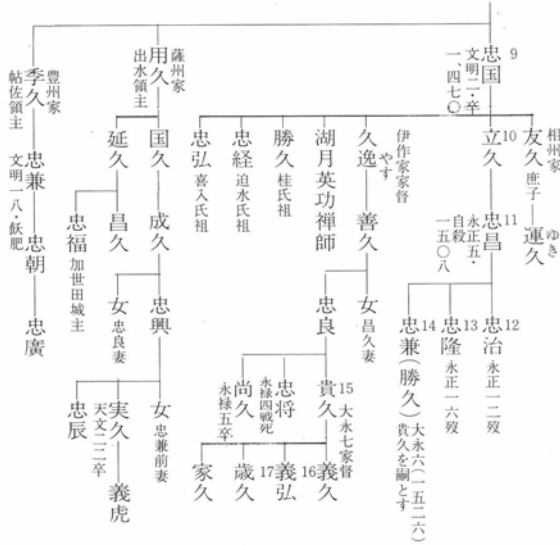 忠国 9
文明二・卒
一、四七〇
用久
薩州家
出水領主
季久
豊州家
帖佐領主
友久
相州家
庶子
運久
ゆき
立久 10
久逸
やす
伊作家家督
湖月英功禅師
勝久
桂氏祖
忠経
迫水氏祖
忠弘
喜入氏祖
国久
延久
忠兼
文明一八・飫肥
忠昌 11
永正五・
自殺
一五〇八
善久
成久
昌久
忠福
加世田城主
忠朝
忠治 12
永正一二歿
忠隆 13
永正一六歿
忠兼(勝久) 14
大永六(一五二六)
貴久を嗣とす
女
昌久妻
忠良
忠興
女
忠良妻
忠廣
貴久 15
大永七家督
忠将
永禄四戦死
尚久
永禄五卒
女
忠兼前妻
実久
天文二二卒
忠辰
義久 16
義弘 17
歳久
家久
義虎